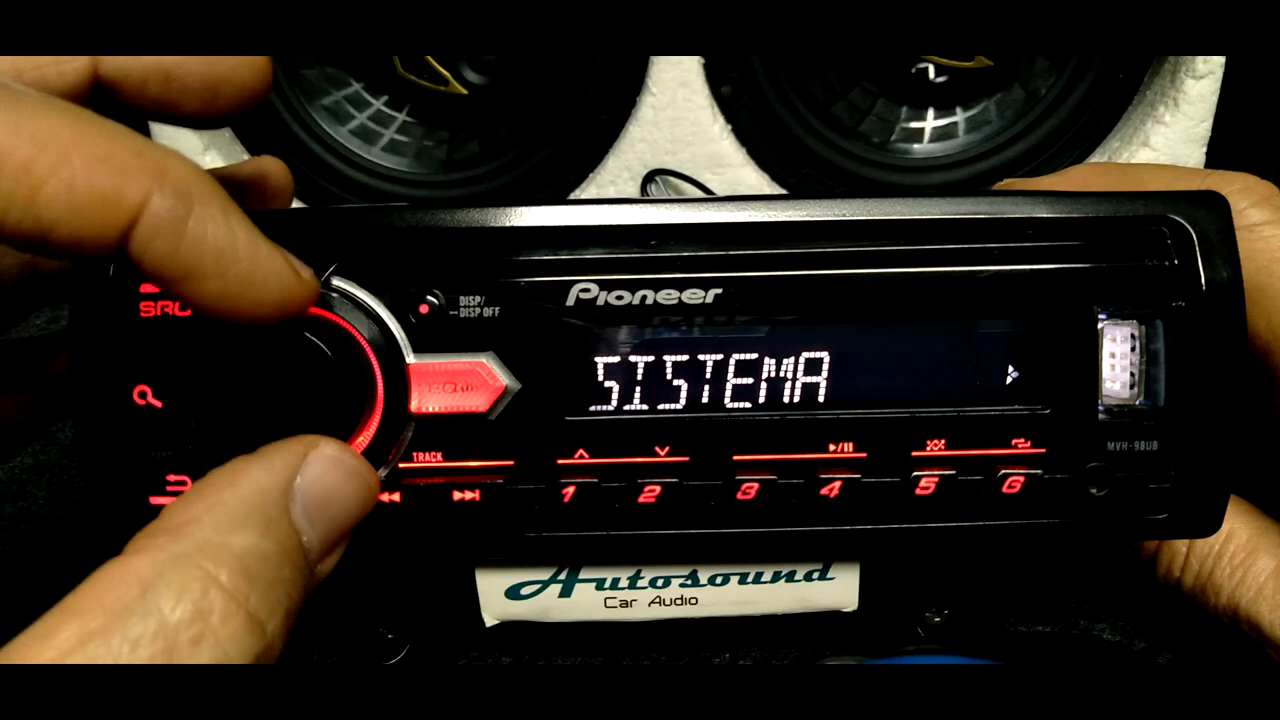 Pioneer
DISP/
DISP OFF
SRC
SISTEMA
MVH-98UB
TRACK
1 2 3 4 5 6
Autosound
Car Audio